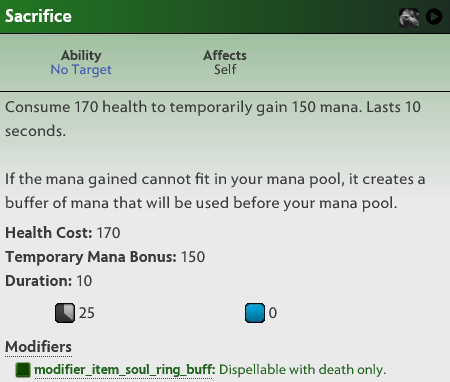 Sacrifice
Ability Affects
No Target Self
Consume 170 health to temporarily gain 150 mana. Lasts 10
seconds.
If the mana gained cannot fit in your mana pool, it creates a
buffer of mana that will be used before your mana pool.
Health Cost: 170
Temporary Mana Bonus: 150
Duration: 10
25 0
Modifiers
modifier_item_soul_ring_buff: Dispellable with death only.